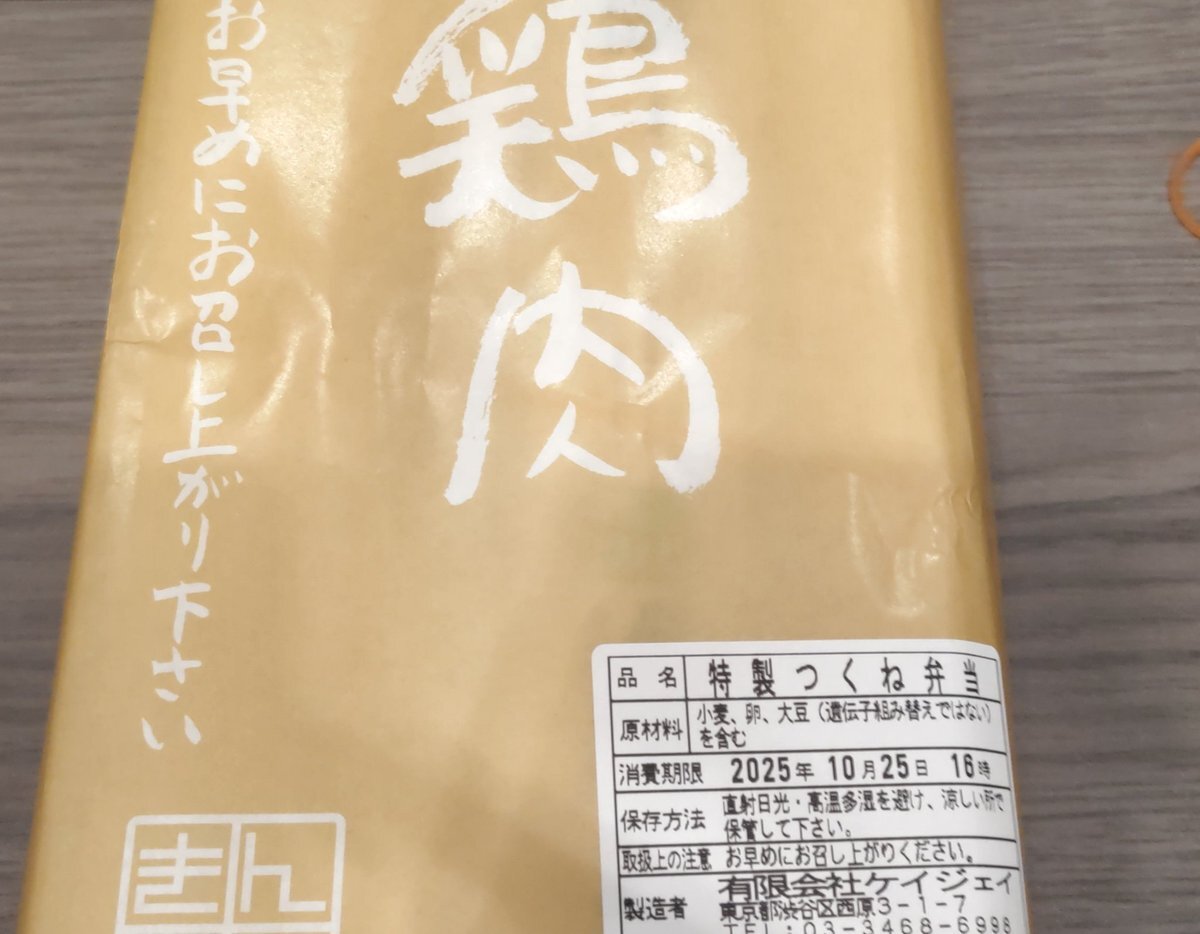 鶏肉
お早めにお召し上がり下さい
きん
品名 特製つくね弁当
原材料 小麦、卵、大豆(遺伝子組み替えではない)
を含む
消費期限 2025年 10月25日 16時
保存方法 直射日光・高温多湿を避け、涼しい所で
保管して下さい。
取扱上の注意 お早めにお召し上がりください。
製造者 有限会社ケイジェイ
東京都渋谷区西原3-1-7
TEL:03-3468-6998